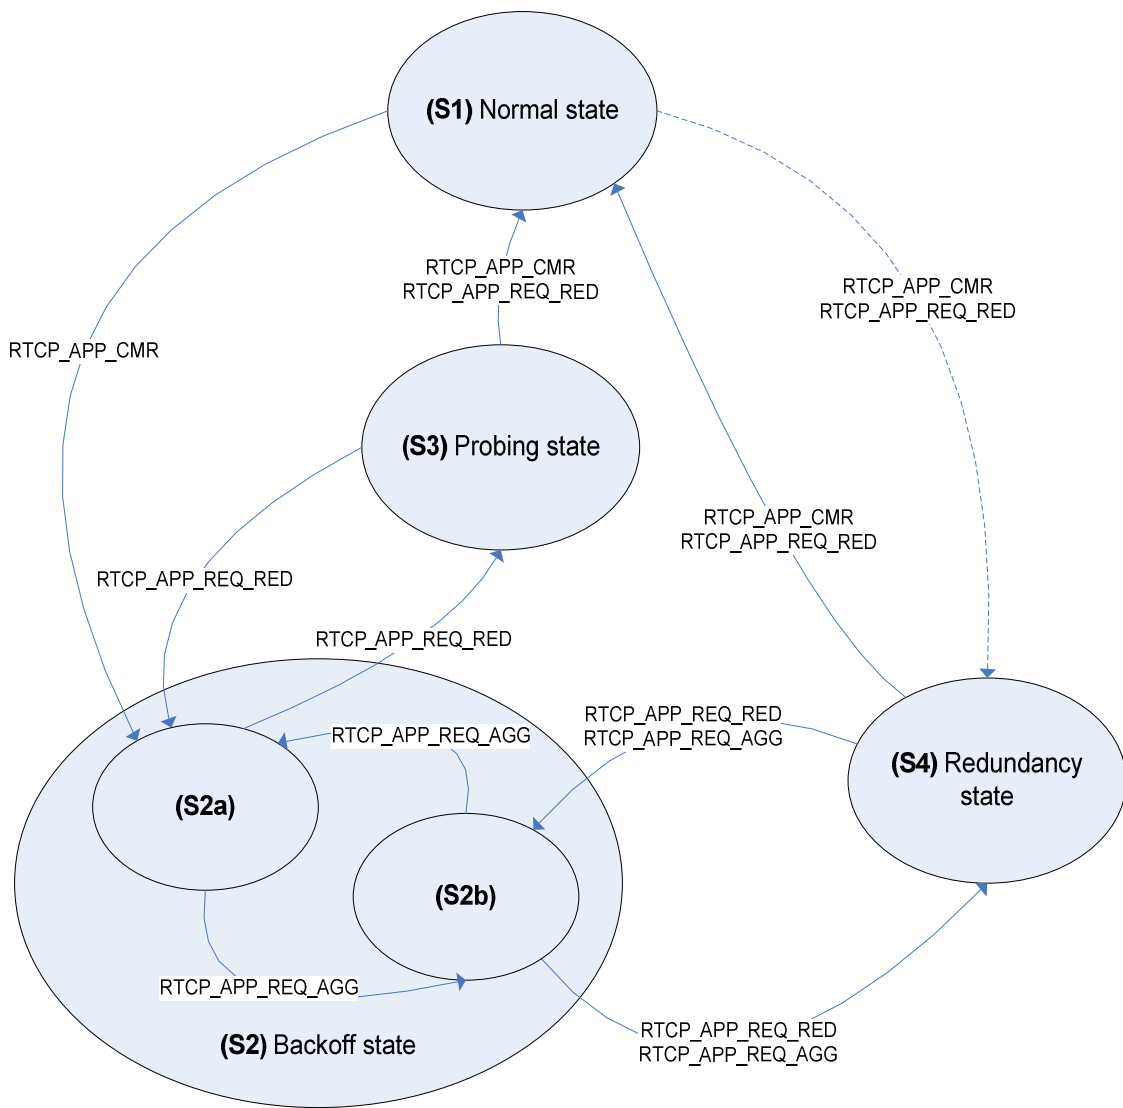 (S1) Normal state
RTCP_APP_CMR
RTCP_APP_REQ_RED
RTCP_APP_CMR
RTCP_APP_REQ_RED
RTCP_APP_CMR
(S3) Probing state
RTCP_APP_CMR
RTCP_APP_REQ_RED
RTCP_APP_REQ_RED
RTCP_APP_REQ_RED
RTCP_APP_REQ_RED
RTCP_APP_REQ_AGG
RTCP_APP_REQ_AGG
(S4) Redundancy
state
(S2a)
(S2b)
RTCP_APP_REQ_AGG
(S2) Backoff state
RTCP_APP_REQ_RED
RTCP_APP_REQ_AGG